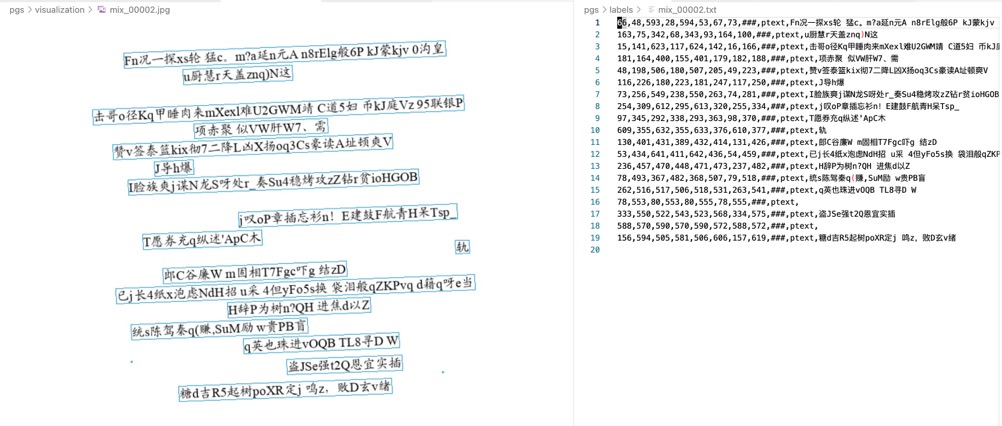 pgs > visualization > mix_00002.jpg
Fn况一探xs轮 猛c。m?a延n元A n8rElg般6P kJ蒙kjv 0沟皇
u厨慧r天盖znq)N这
击哥o径Kq甲睡肉来mXexl难U2GWM靖 C道5妇 币kJ庭Vz 95联银P
项赤聚 似VW肝W7、需
赞v签泰篮kix彻7二降L凶X扬oq3Cs豪读A址顿爽V
J导h爆
I脸族爽j谋N龙S呀处r_奏Su4稳烤攻zZ钻r贫ioHGOB
j叹oP章插忘衫n！E建鼓F航青H呆Tsp_
T愿券充q纵述'ApC木
轨
郎C谷廉W m固相T7Fgc吓g 结zD
已j长4纸x泡虑NdH招 u采 4但yFo5s换 袋泪般qZKPvq d籍q呀e当
H辞P为树n?QH 进焦d以Z
统s陈驾秦q(赚,SuM励 w贵PB盲
q英也珠进vOQB TL8寻D W
盗JSe强t2Q恩宜实插
糖d吉R5起树poXR定j 鸣z，败D玄v绪
pgs > labels > mix_00002.txt
1 66,48,593,28,594,53,67,73,###,ptext,Fn况一探xs轮 猛c。m?a延n元A n8rElg般6P kJ蒙kjv
2 163,75,342,68,343,93,164,100,###,ptext,u厨慧r天盖znq)N这
3 15,141,623,117,624,142,16,166,###,ptext,击哥o径Kq甲睡肉来mXexl难U2GWM靖 C道5妇 币kJ
4 181,164,400,155,401,179,182,188,###,ptext,项赤聚 似VW肝W7、需
5 48,198,506,180,507,205,49,223,###,ptext,赞v签泰篮kix彻7二降L凶X扬oq3Cs豪读A址顿爽V
6 116,226,180,223,181,247,117,250,###,ptext,J导h爆
7 73,256,549,238,550,263,74,281,###,ptext,I脸族爽j谋N龙S呀处r_奏Su4稳烤攻zZ钻r贫ioHGOB
8 254,309,612,295,613,320,255,334,###,ptext,j叹oP章插忘衫n！E建鼓F航青H呆Tsp_
9 97,345,292,338,293,363,98,370,###,ptext,T愿券充q纵述'ApC木
10 609,355,632,355,633,376,610,377,###,ptext,轨
11 130,401,431,389,432,414,131,426,###,ptext,郎C谷廉W m固相T7Fgc吓g 结zD
12 53,434,641,411,642,436,54,459,###,ptext,已j长4纸x泡虑NdH招 u采 4但yFo5s换 袋泪般qZ
13 236,457,470,448,471,473,237,482,###,ptext,H辞P为树n?QH 进焦d以Z
14 78,493,367,482,368,507,79,518,###,ptext,统s陈驾秦q(赚,SuM励 w贵PB盲
15 262,516,517,506,518,531,263,541,###,ptext,q英也珠进vOQB TL8寻D W
16 78,553,80,553,80,555,78,555,###,ptext,
17 333,550,522,543,523,568,334,575,###,ptext,盗JSe强t2Q恩宜实插
18 588,570,590,570,590,572,588,572,###,ptext,
19 156,594,505,581,506,606,157,619,###,ptext,糖d吉R5起树poXR定j 鸣z，败D玄v绪
20